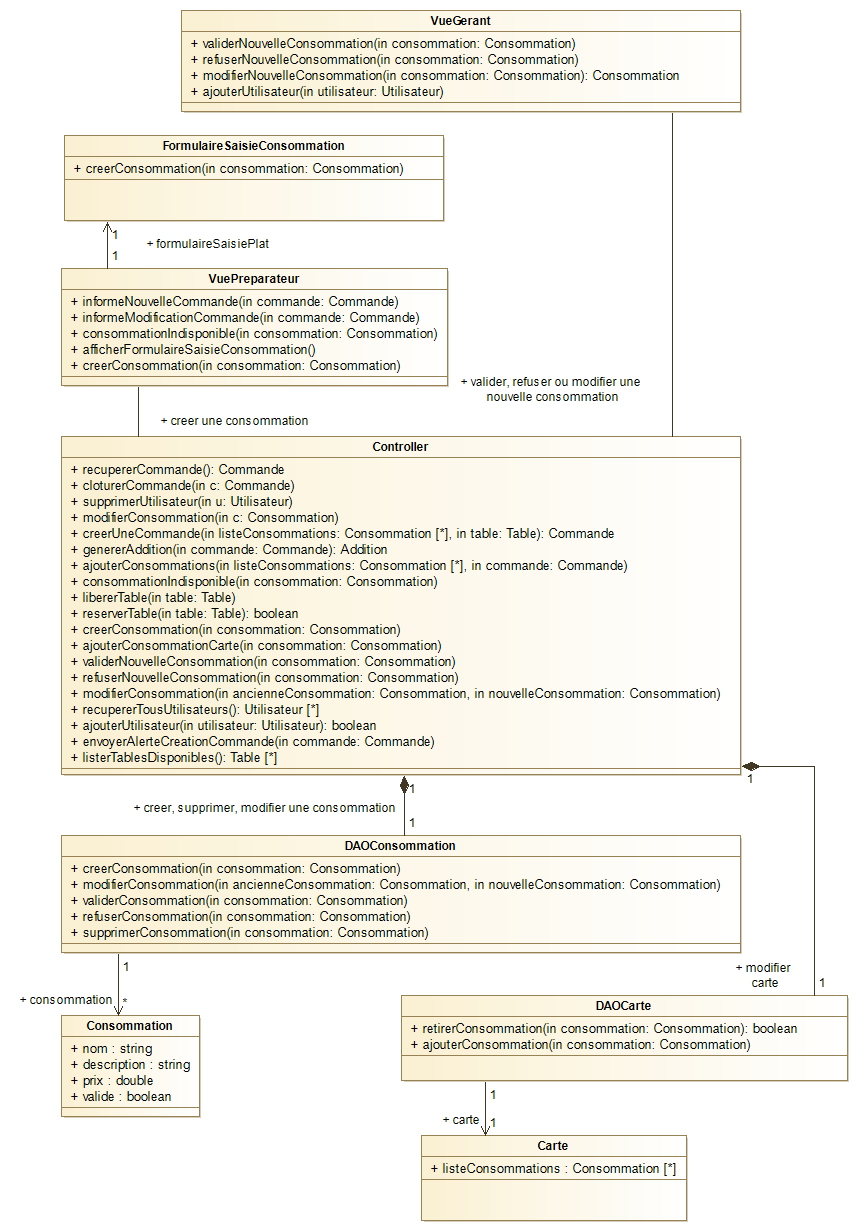 VueGerant
+ validerNouvelleConsommation(in consommation: Consommation)
+ refuserNouvelleConsommation(in consommation: Consommation)
+ modifierNouvelleConsommation(in consommation: Consommation): Consommation
+ ajouterUtilisateur(in utilisateur: Utilisateur)
FormulaireSaisieConsommation
+ creerConsommation(in consommation: Consommation)
1
+ formulaireSaisiePlat
1
VuePreparateur
+ informeNouvelleCommande(in commande: Commande)
+ informeModificationCommande(in commande: Commande)
+ consommationIndisponible(in consommation: Consommation)
+ afficherFormulaireSaisieConsommation()
+ creerConsommation(in consommation: Consommation)
+ valider, refuser ou modifier une
nouvelle consommation
+ creer une consommation
Controller
+ recupererCommande(): Commande
+ cloturerCommande(in c: Commande)
+ supprimerUtilisateur(in u: Utilisateur)
+ modifierConsommation(in c: Consommation)
+ creerUneCommande(in listeConsommations: Consommation [*], in table: Table): Commande
+ genererAddition(in commande: Commande): Addition
+ ajouterConsommations(in listeConsommations: Consommation [*], in commande: Commande)
+ consommationIndisponible(in consommation: Consommation)
+ libererTable(in table: Table)
+ reserverTable(in table: Table): boolean
+ creerConsommation(in consommation: Consommation)
+ ajouterConsommationCarte(in consommation: Consommation)
+ validerNouvelleConsommation(in consommation: Consommation)
+ refuserNouvelleConsommation(in consommation: Consommation)
+ modifierConsommation(in ancienneConsommation: Consommation, in nouvelleConsommation: Consommation)
+ recupererTousUtilisateurs(): Utilisateur [*]
+ ajouterUtilisateur(in utilisateur: Utilisateur): boolean
+ envoyerAlerteCreationCommande(in commande: Commande)
+ listerTablesDisponibles(): Table [*]
1
1
+ creer, supprimer, modifier une consommation
1
DAOConsommation
+ creerConsommation(in consommation: Consommation)
+ modifierConsommation(in ancienneConsommation: Consommation, in nouvelleConsommation: Consommation)
+ validerConsommation(in consommation: Consommation)
+ refuserConsommation(in consommation: Consommation)
+ supprimerConsommation(in consommation: Consommation)
1
+ modifier
carte
1
+ consommation
*
DAOCarte
+ retirerConsommation(in consommation: Consommation): boolean
+ ajouterConsommation(in consommation: Consommation)
Consommation
+ nom : string
+ description : string
+ prix : double
+ valide : boolean
1
+ carte
1
Carte
+ listeConsommations : Consommation [*]